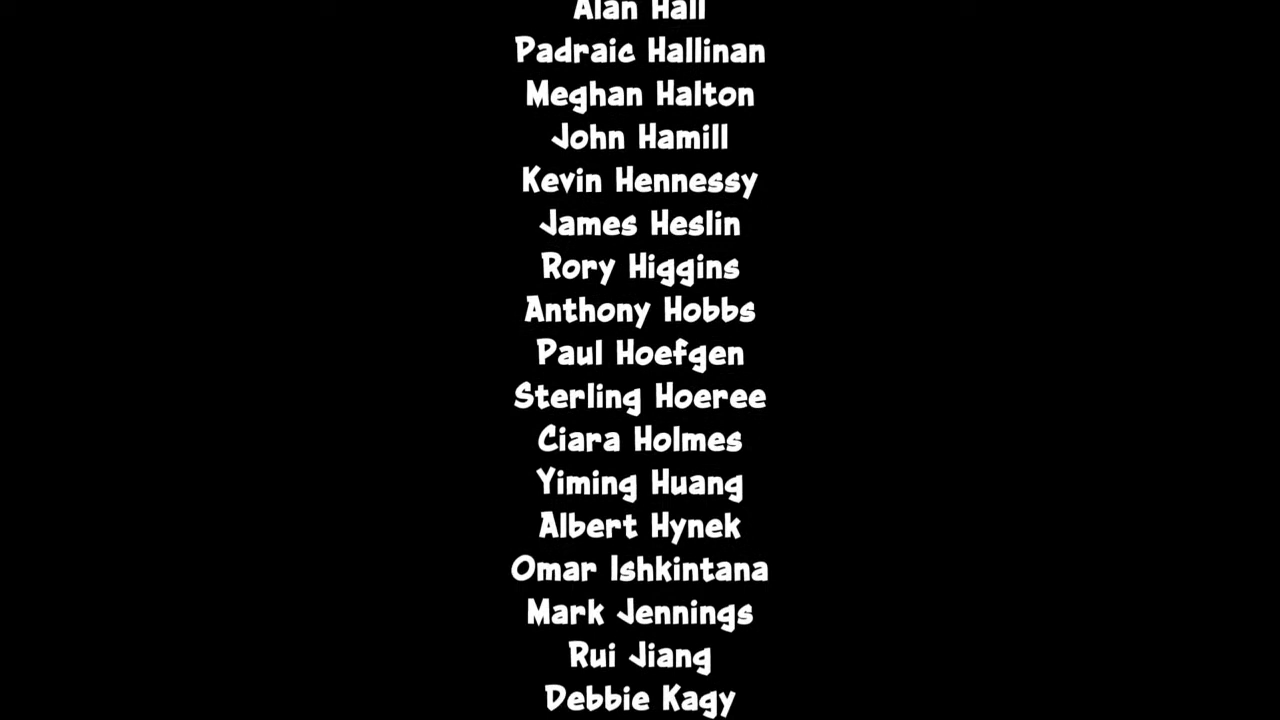 Alan Hall
Padraic Hallinan
Meghan Halton
John Hamill
Kevin Hennessy
James Heslin
Rory Higgins
Anthony Hobbs
Paul Hoefgen
Sterling Hoeree
Ciara Holmes
Yiming Huang
Albert Hynek
Omar Ishkintana
Mark Jennings
Rui Jiang
Debbie Kagy